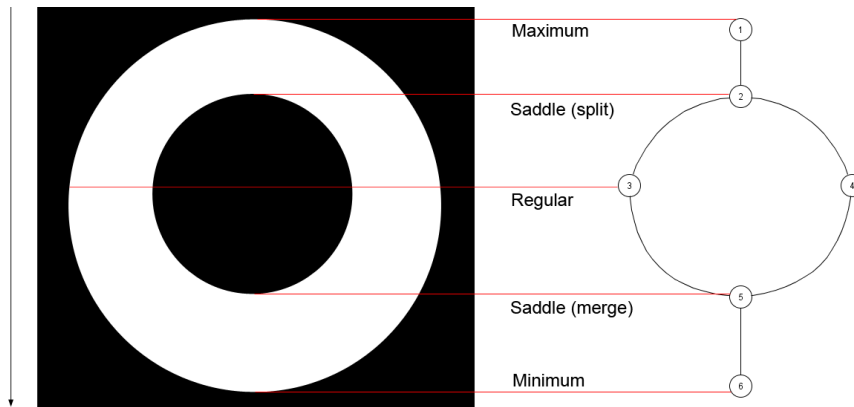 Maximum
1
Saddle (split)
2
Regular
3
4
Saddle (merge)
5
Minimum
6